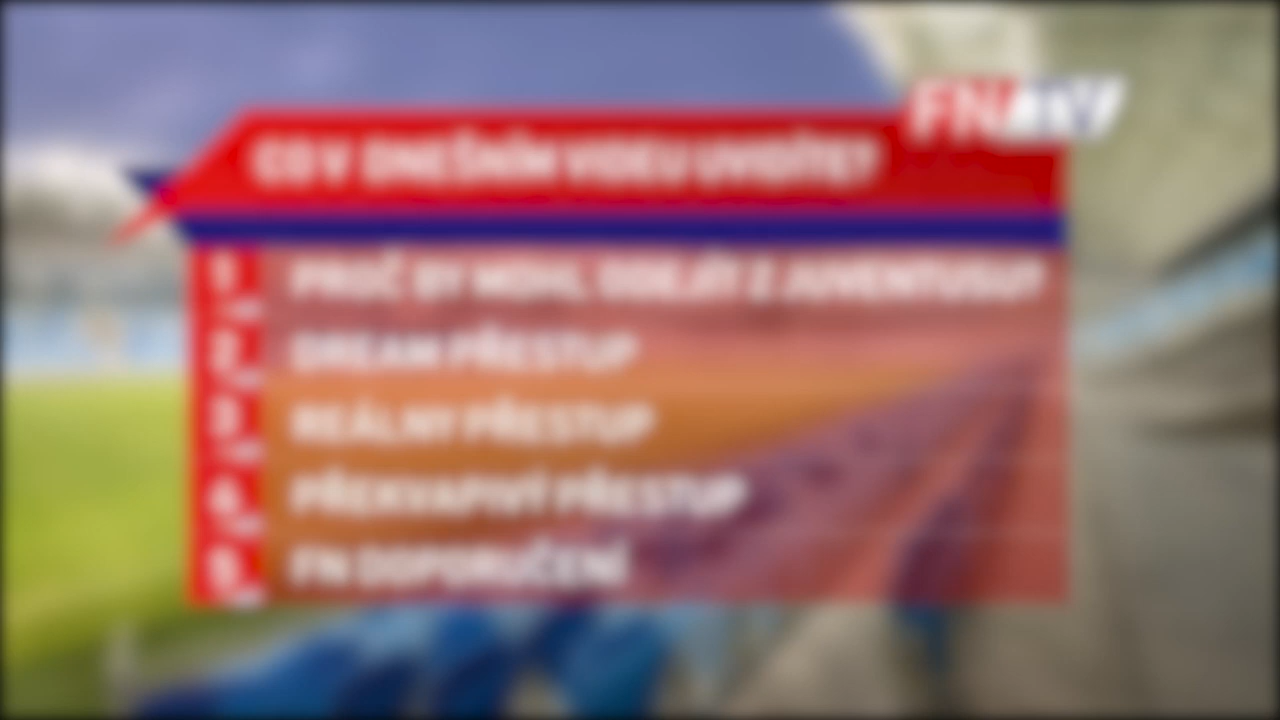 CO V DNEŠNÍM VIDEU UVIDÍTE?
1. PROČ BY MOHL ODEJÍT Z JUVENTUSU?
2. DREAM PŘESTUP
3. REÁLNÝ PŘESTUP
4. PŘEKVAPIVÝ PŘESTUP
5. FN DOPORUČENÍ